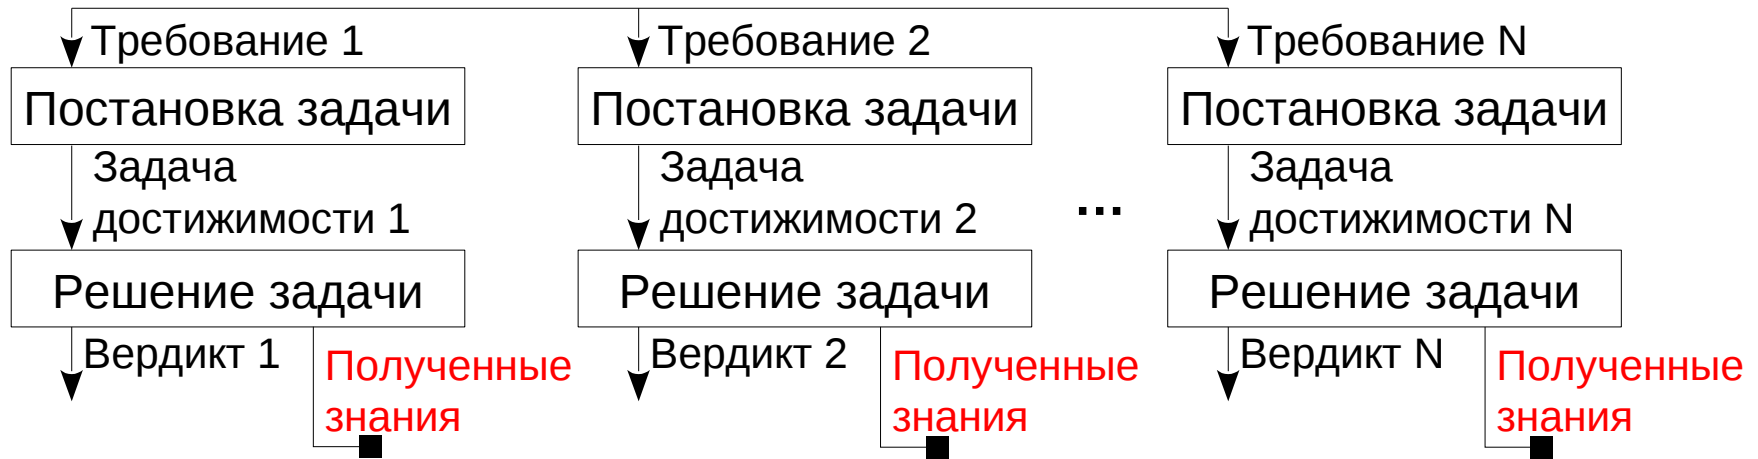 Требование 1
Требование 2
Требование N
Постановка задачи
Постановка задачи
Постановка задачи
Задача
достижимости 1
Задача
достижимости 2
...
Задача
достижимости N
Решение задачи
Решение задачи
Решение задачи
Вердикт 1
Полученные
знания
Вердикт 2
Полученные
знания
Вердикт N
Полученные
знания